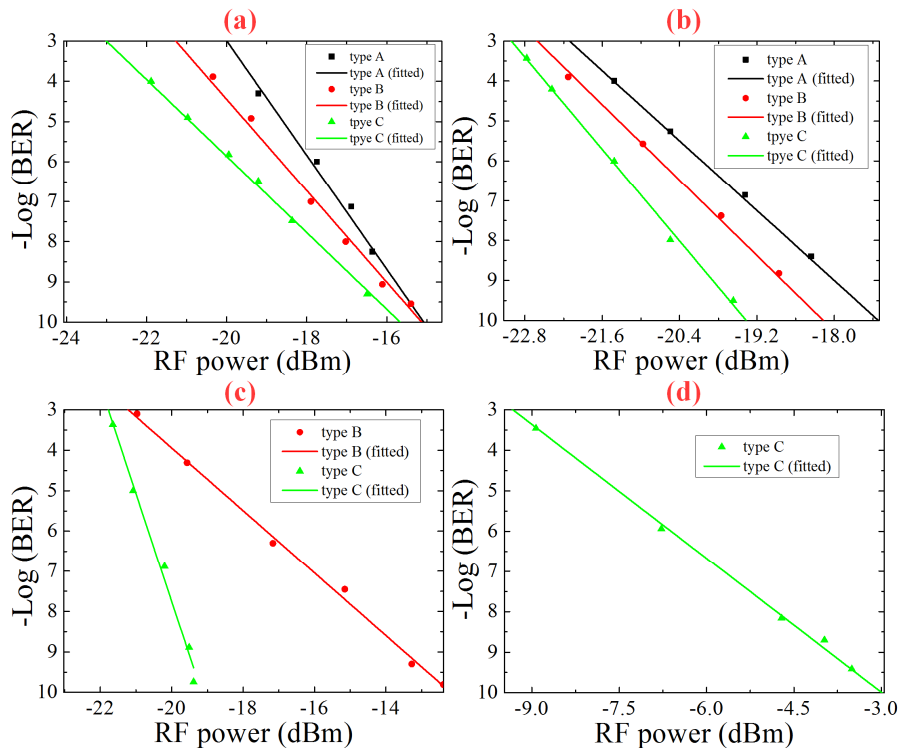 (a)
3
4
5
6
7
8
9
10
-Log (BER)
-24 -22 -20 -18 -16
RF power (dBm)
type A
type A (fitted)
type B
type B (fitted)
tpye C
tpye C (fitted)
(b)
3
4
5
6
7
8
9
10
-Log (BER)
-22.8 -21.6 -20.4 -19.2 -18.0
RF power (dBm)
type A
type A (fitted)
type B
type B (fitted)
tpye C
tpye C (fitted)
(c)
3
4
5
6
7
8
9
10
-Log (BER)
-22 -20 -18 -16 -14
RF power (dBm)
type B
type B (fitted)
type C
type C (fitted)
(d)
3
4
5
6
7
8
9
10
-Log (BER)
-9.0 -7.5 -6.0 -4.5 -3.0
RF power (dBm)
type C
type C (fitted)